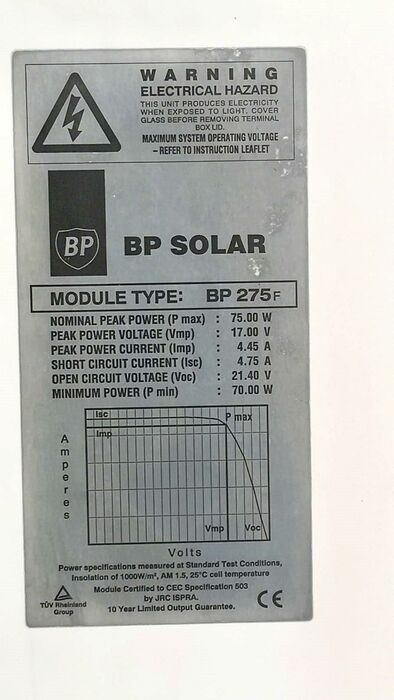 WARNING
ELECTRICAL HAZARD
THIS UNIT PRODUCES ELECTRICITY
WHEN EXPOSED TO LIGHT. COVER
GLASS BEFORE REMOVING TERMINAL
BOX LID.
MAXIMUM SYSTEM OPERATING VOLTAGE
– REFER TO INSTRUCTION LEAFLET
BP
BP SOLAR
MODULE TYPE: BP 275F
NOMINAL PEAK POWER (P max) : 75.00 W
PEAK POWER VOLTAGE (Vmp) : 17.00 V
PEAK POWER CURRENT (Imp) : 4.45 A
SHORT CIRCUIT CURRENT (Isc) : 4.75 A
OPEN CIRCUIT VOLTAGE (Voc) : 21.40 V
MINIMUM POWER (P min) : 70.00 W
Isc
P max
Imp
Amperes
Vmp Voc
Volts
Power specifications measured at Standard Test Conditions,
Insolation of 1000W/m², AM 1.5, 25°C cell temperature
Module Certified to CEC Specification 503
by JRC ISPRA.
10 Year Limited Output Guarantee.
TÜV Rheinland
Group
CE